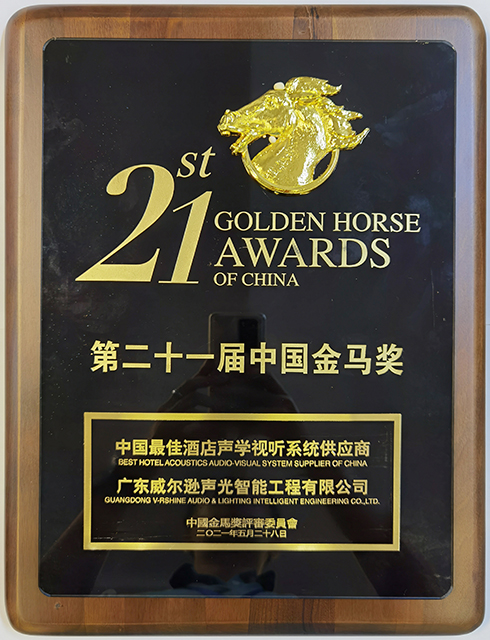 21st
GOLDEN HORSE
AWARDS
OF CHINA
第二十一届中国金马奖
中国最佳酒店声学视听系统供应商
BEST HOTEL ACOUSTICS AUDIO-VISUAL SYSTEM SUPPLIER OF CHINA
广东威尔逊声光智能工程有限公司
GUANGDONG V-RSHINE AUDIO & LIGHTING INTELLIGENT ENGINEERING CO.,LTD.
中國金馬獎評審委員會
二〇二一年五月二十八日